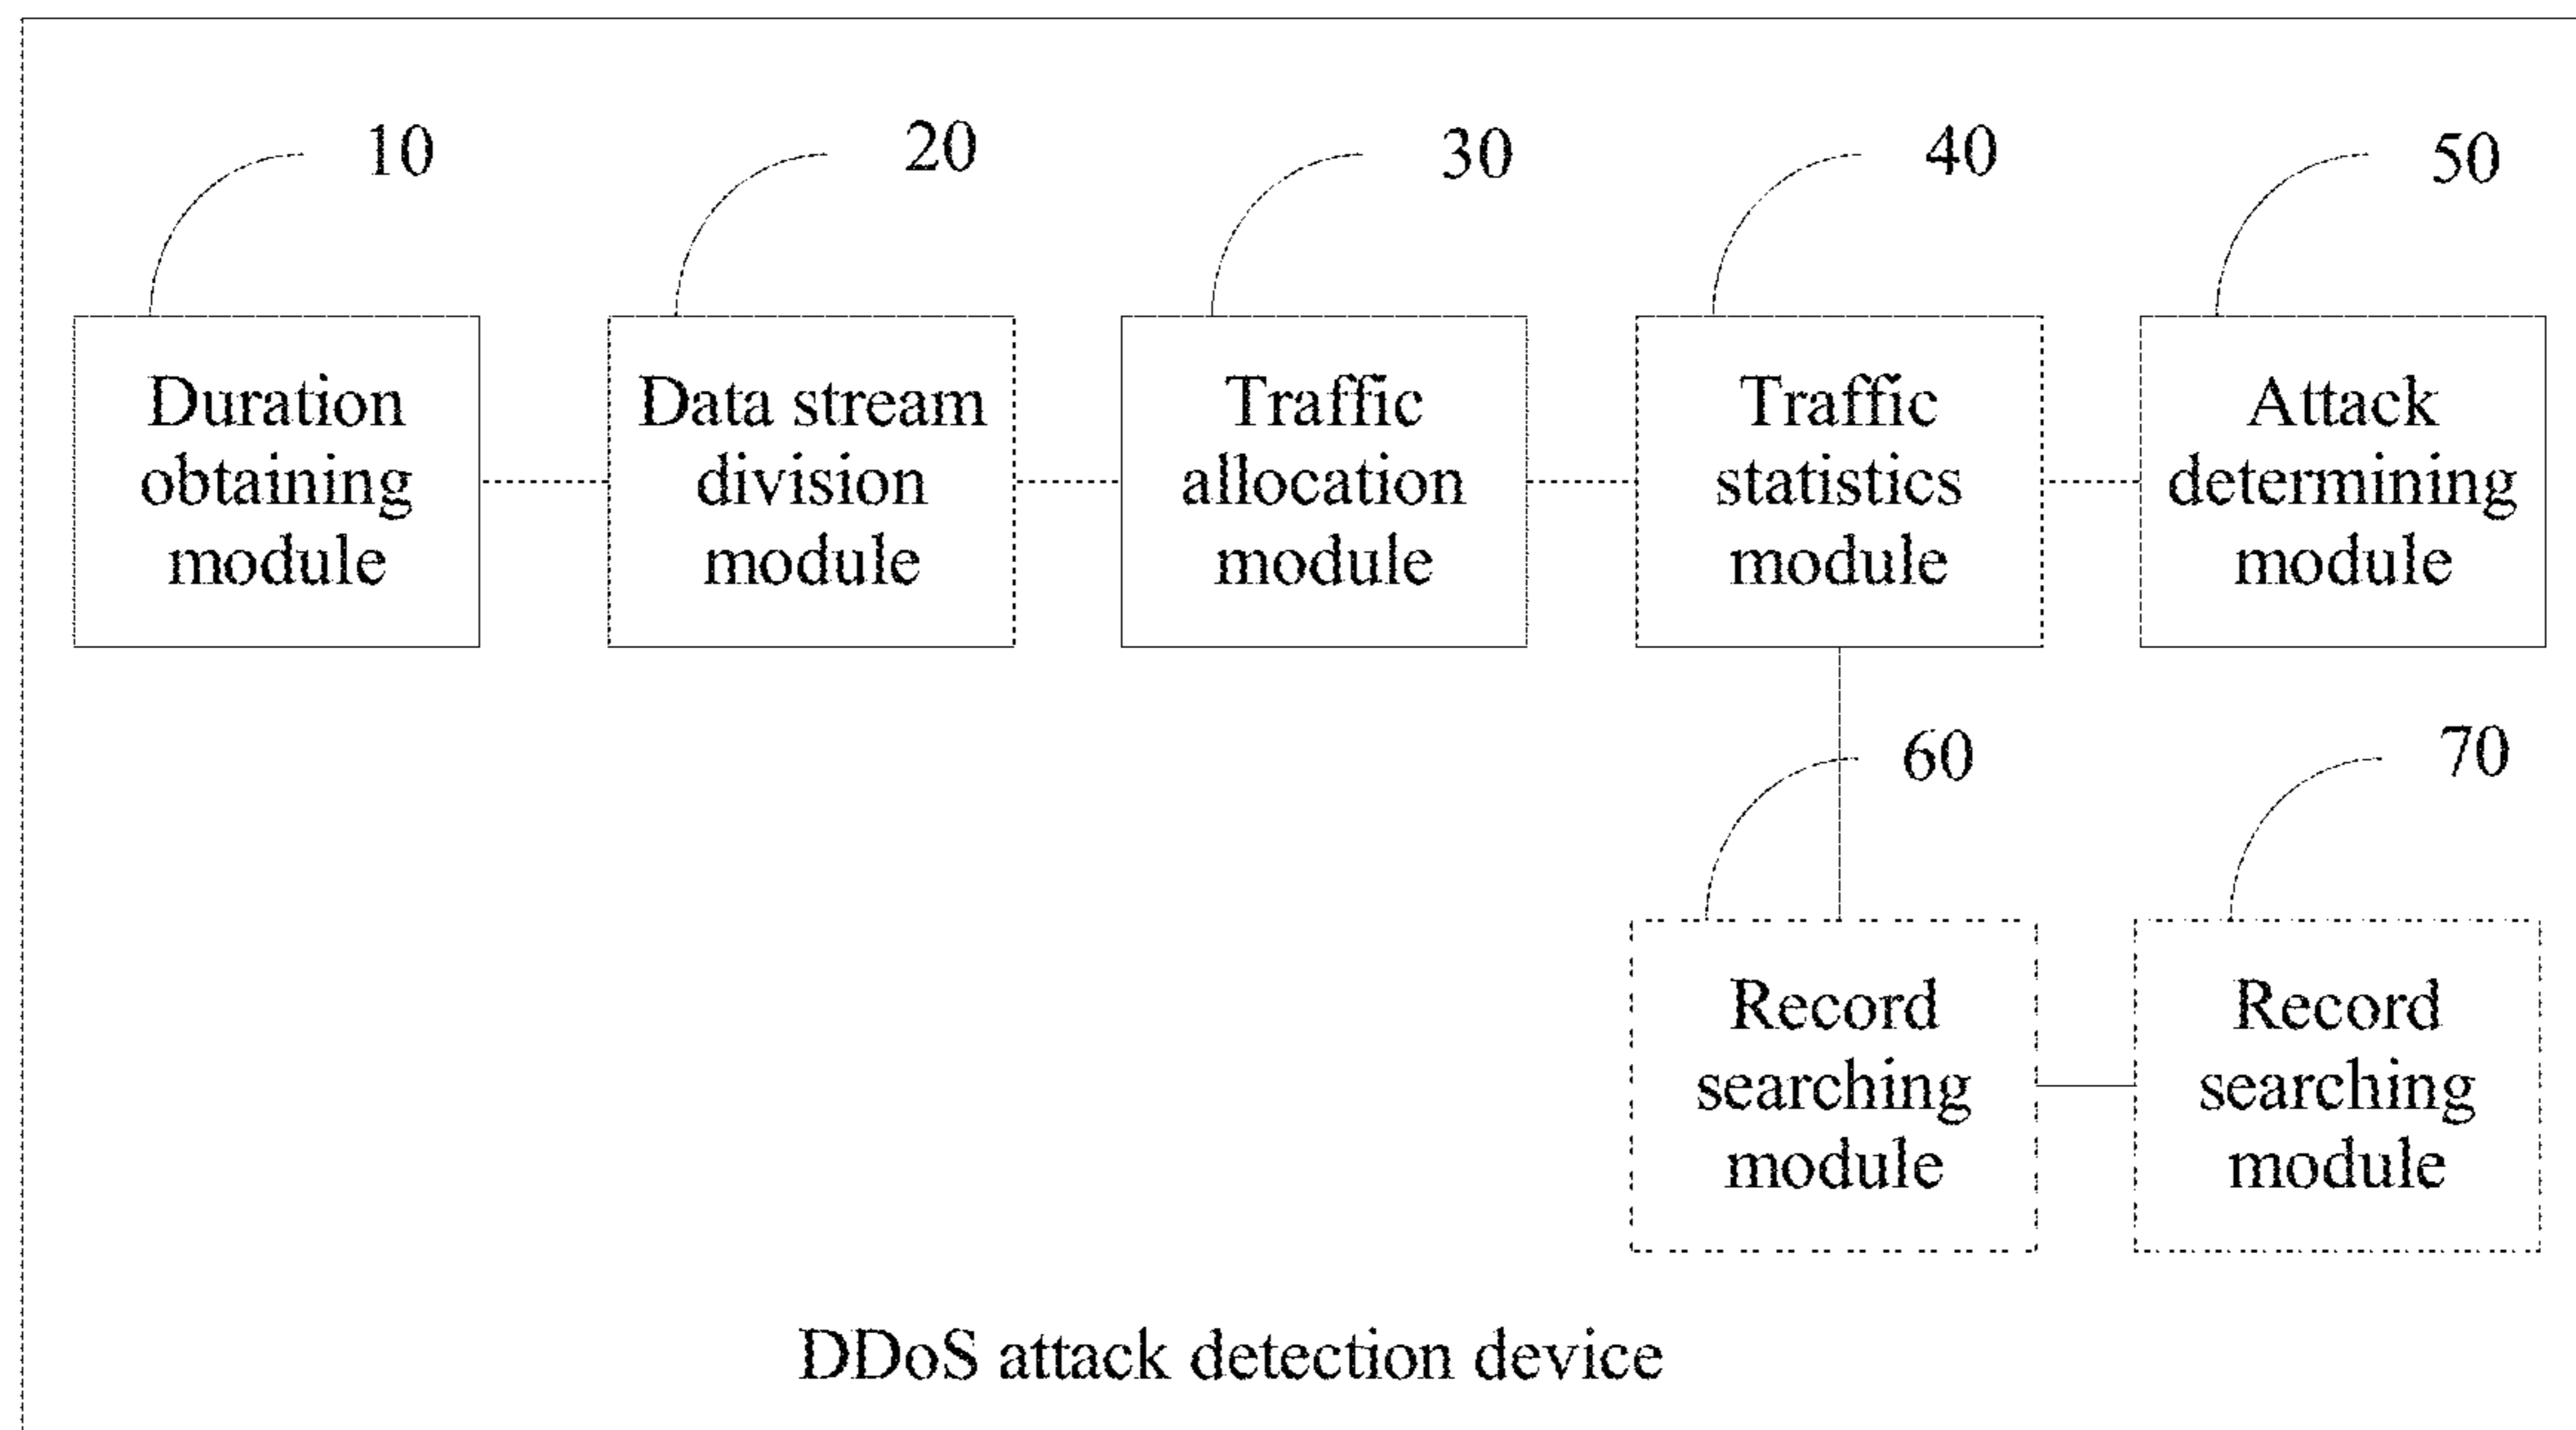 10
20
30
40
50
Duration
obtaining
module
Data stream
division
module
Traffic
allocation
module
Traffic
statistics
module
Attack
determining
module
60
70
Record
searching
module
Record
searching
module
DDoS attack detection device